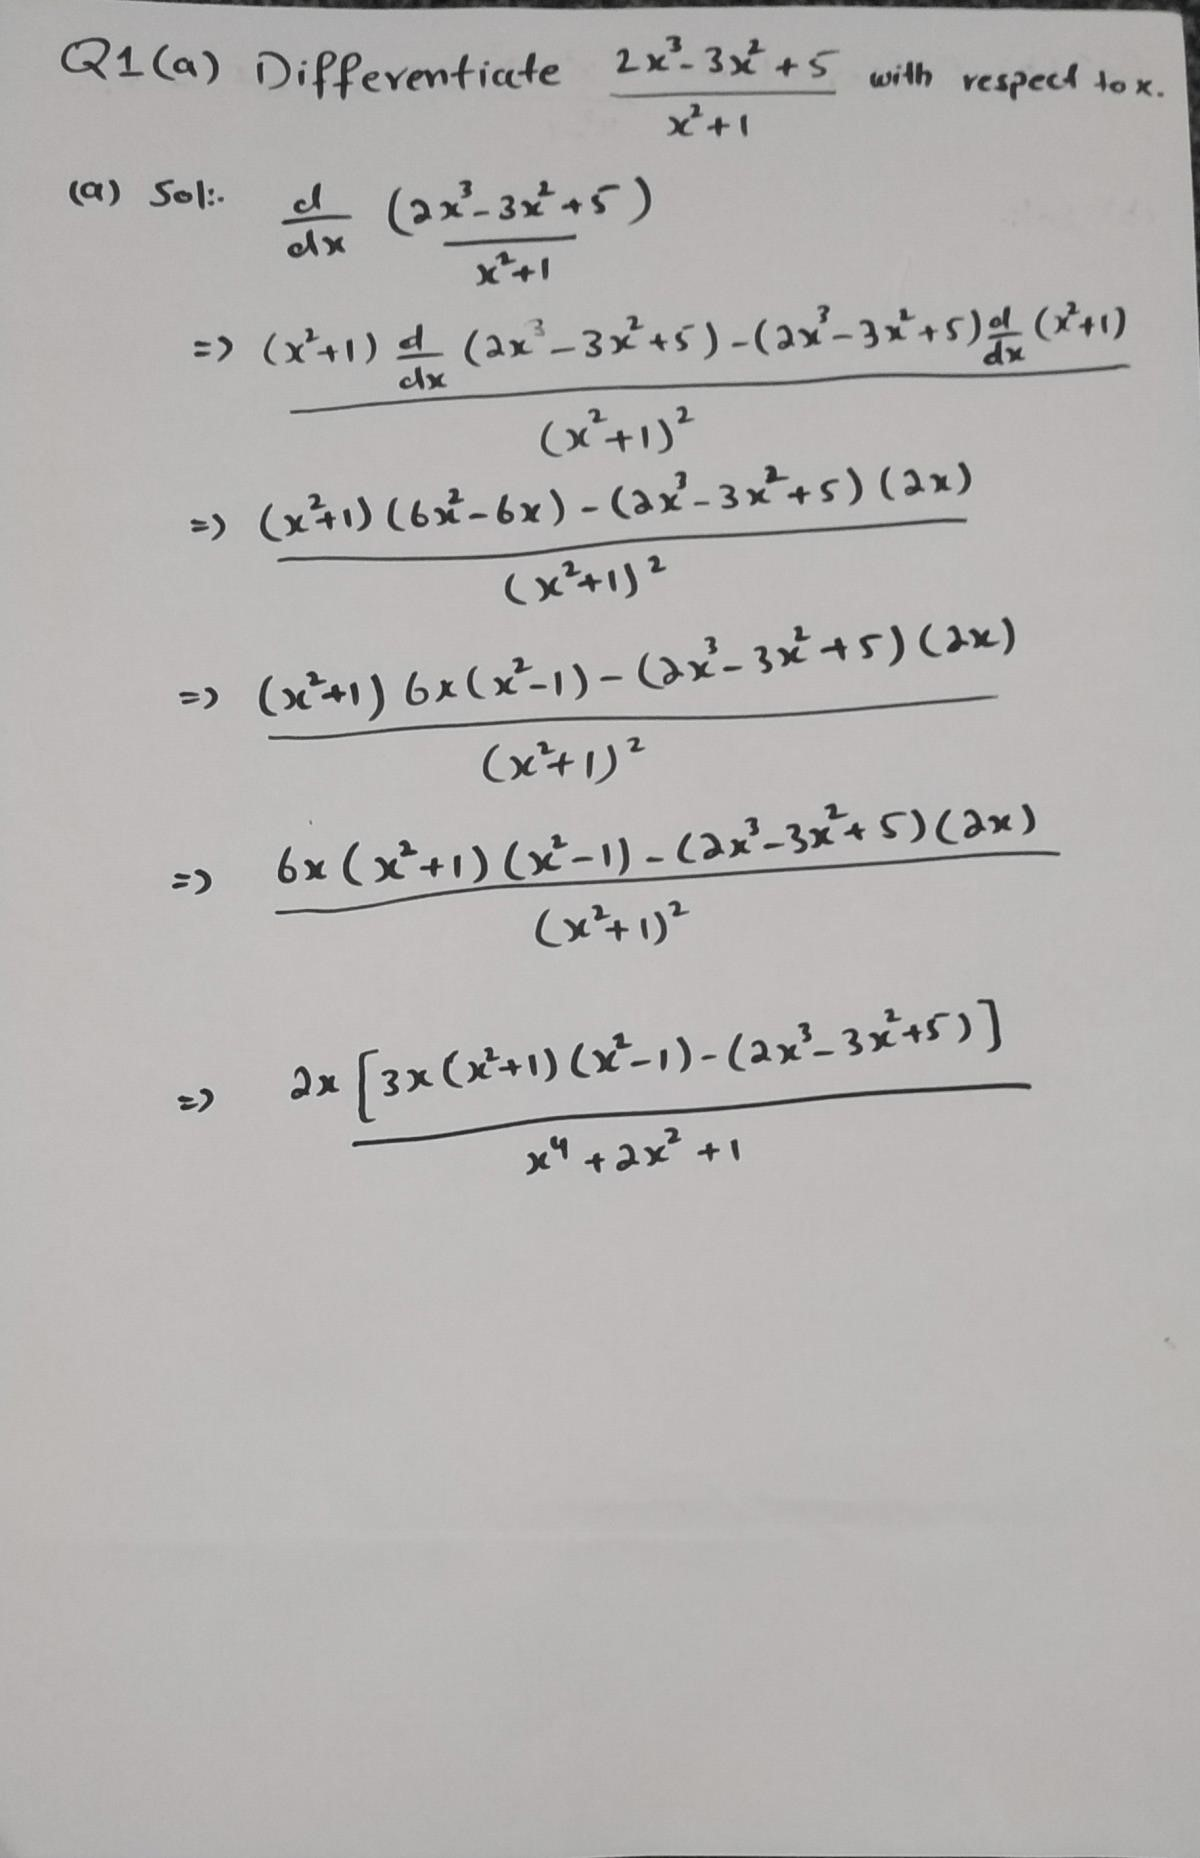 Q1(a) Differentiate (2x³-3x²+5)/(x²+1) with respect to x.
(a) Sol:. d/dx (2x³-3x²+5)/(x²+1)
=> ((x²+1) d/dx (2x³-3x²+5)-(2x³-3x²+5) d/dx (x²+1))/(x²+1)²
=> ((x²+1)(6x²-6x)-(2x³-3x²+5)(2x))/(x²+1)²
=> ((x²+1) 6x(x²-1)-(2x³-3x²+5)(2x))/(x²+1)²
=> (6x(x²+1)(x²-1)-(2x³-3x²+5)(2x))/(x²+1)²
=> 2x[3x(x²+1)(x²-1)-(2x³-3x²+5)]/(x⁴+2x²+1)